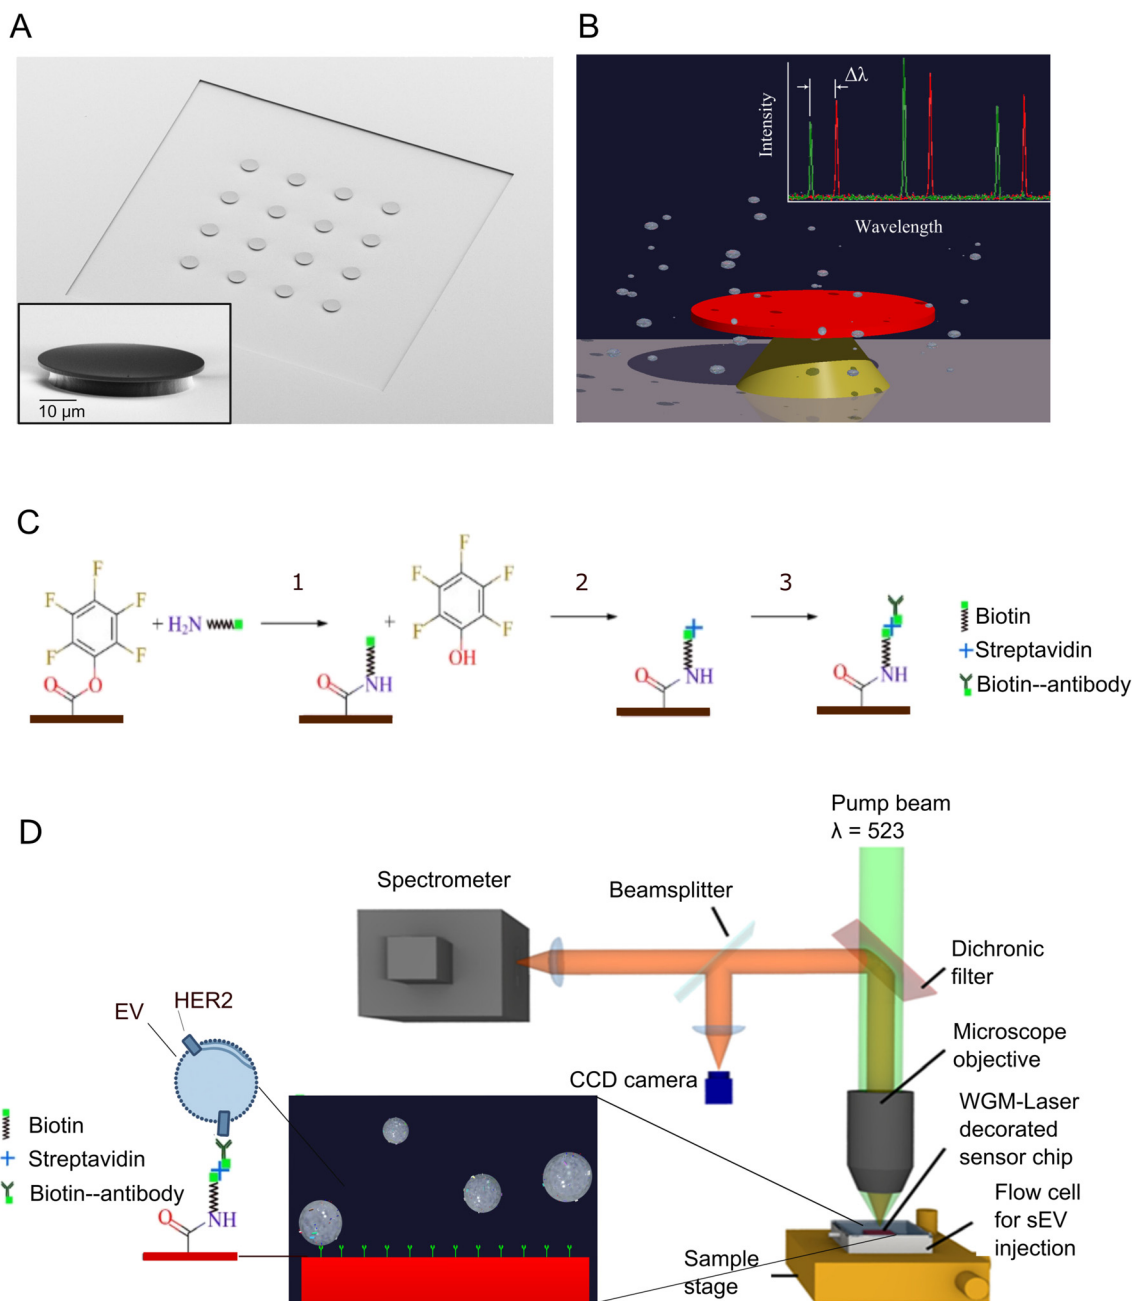 A
10 µm
B
Δλ
Intensity
Wavelength
C
F
F
F
F
F
O
O
+ H₂N
1
NH
O
+
F
F
F
F
F
OH
2
O
NH
3
O
NH
Biotin
Streptavidin
Biotin--antibody
D
EV
HER2
Biotin
Streptavidin
Biotin--antibody
O
NH
Spectrometer
Beamsplitter
CCD camera
Pump beam
λ = 523
Dichronic
filter
Microscope
objective
WGM-Laser
decorated
sensor chip
Flow cell
for sEV
injection
Sample
stage